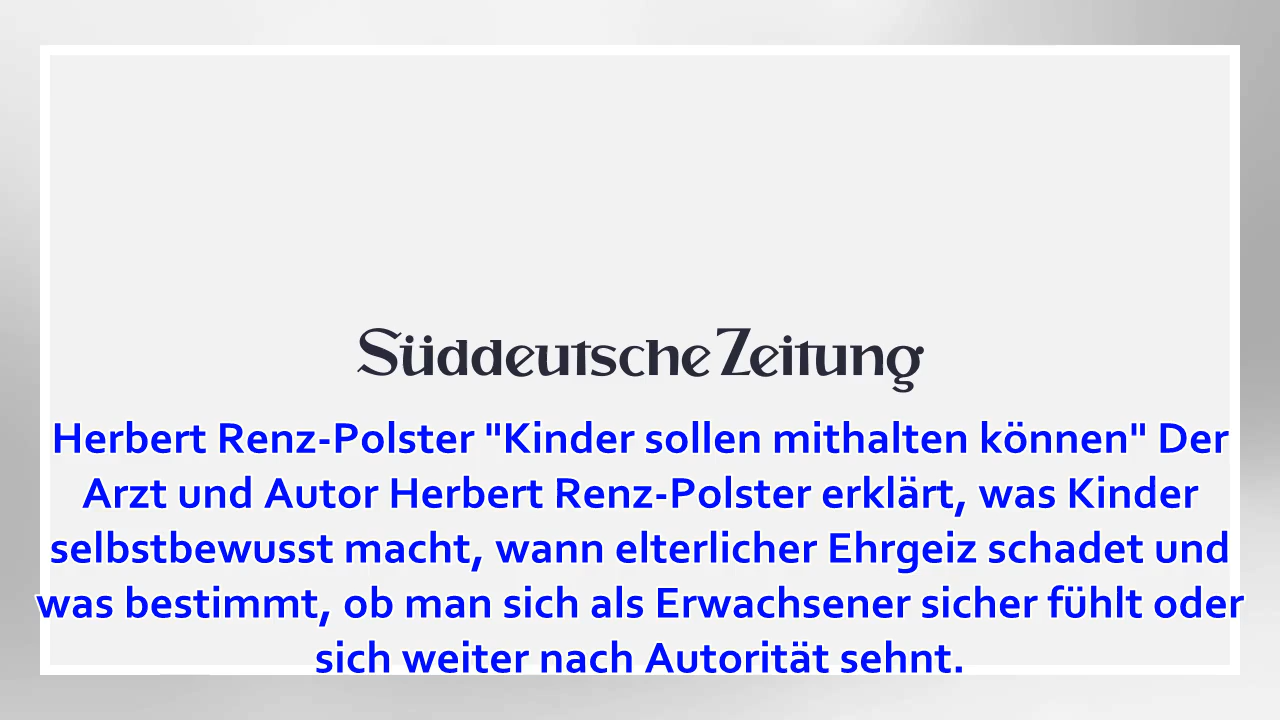 Süddeutsche Zeitung
Herbert Renz-Polster "Kinder sollen mithalten können" Der
Arzt und Autor Herbert Renz-Polster erklärt, was Kinder
selbstbewusst macht, wann elterlicher Ehrgeiz schadet und
was bestimmt, ob man sich als Erwachsener sicher fühlt oder
sich weiter nach Autorität sehnt.